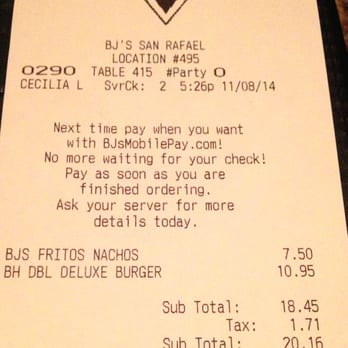 BJ'S SAN RAFAEL
LOCATION #495
0290 TABLE 415 #Party 0
CECILIA L SvrCk: 2 5:26p 11/08/14
Next time pay when you want
with BJsMobilePay.com!
No more waiting for your check!
Pay as soon as you are
finished ordering.
Ask your server for more
details today.
BJS FRITOS NACHOS 7.50
BH DBL DELUXE BURGER 10.95
Sub Total: 18.45
Tax: 1.71
Sub Total: 20.16